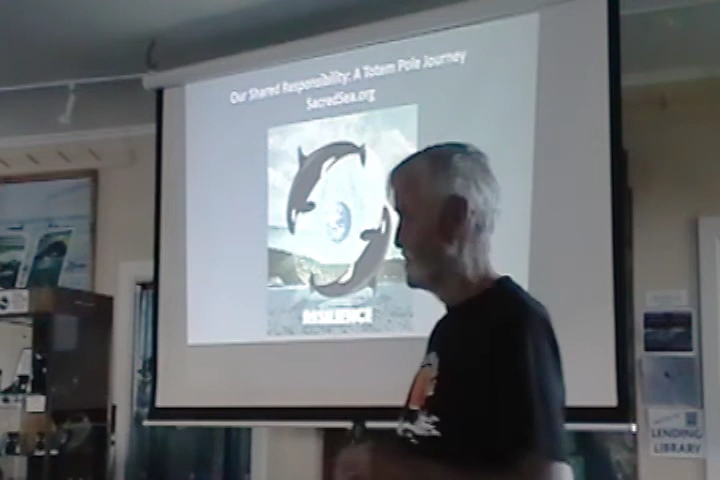 Our Shared Responsibility: A Totem Pole Journey
SacredSea.org
RESILIENCE
LENDING
LIBRARY